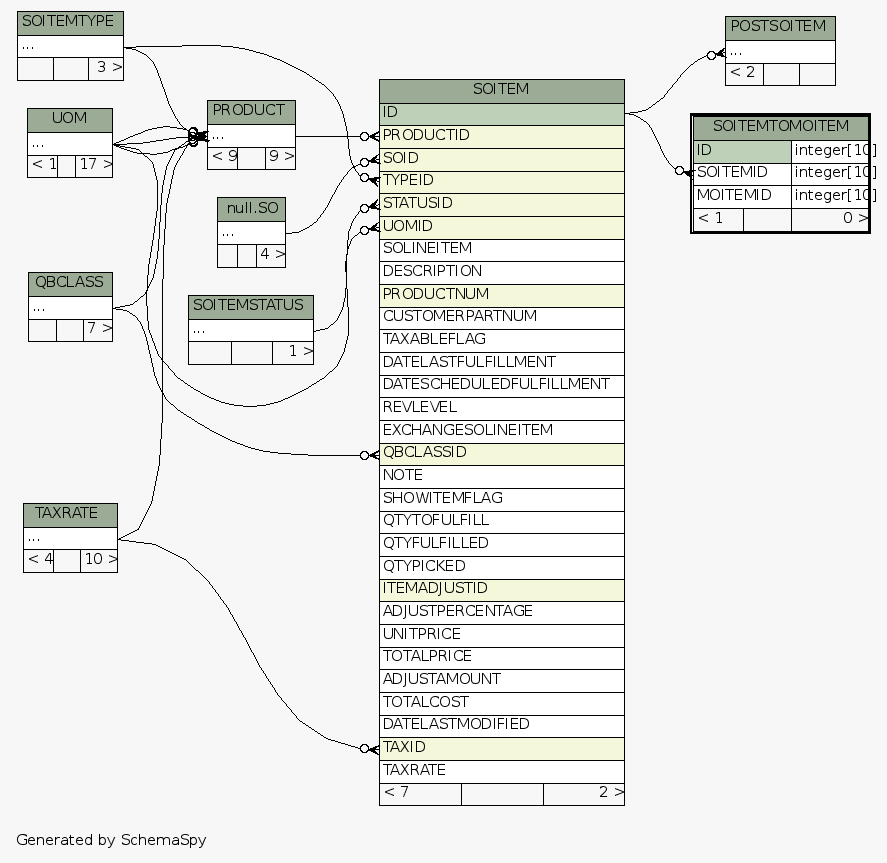 SOITEMTYPE
...
3 >
UOM
...
< 1 17 >
PRODUCT
...
< 9 9 >
null.SO
...
4 >
QBCLASS
...
7 >
SOITEMSTATUS
...
1 >
TAXRATE
...
< 4 10 >
SOITEM
ID
PRODUCTID
SOID
TYPEID
STATUSID
UOMID
SOLINEITEM
DESCRIPTION
PRODUCTNUM
CUSTOMERPARTNUM
TAXABLEFLAG
DATELASTFULFILLMENT
DATESCHEDULEDFULFILLMENT
REVLEVEL
EXCHANGESOLINEITEM
QBCLASSID
NOTE
SHOWITEMFLAG
QTYTOFULFILL
QTYFULFILLED
QTYPICKED
ITEMADJUSTID
ADJUSTPERCENTAGE
UNITPRICE
TOTALPRICE
ADJUSTAMOUNT
TOTALCOST
DATELASTMODIFIED
TAXID
TAXRATE
< 7 2 >
POSTSOITEM
...
< 2
SOITEMTOMOITEM
ID integer[10]
SOITEMID integer[10]
MOITEMID integer[10]
< 1 0 >
Generated by SchemaSpy